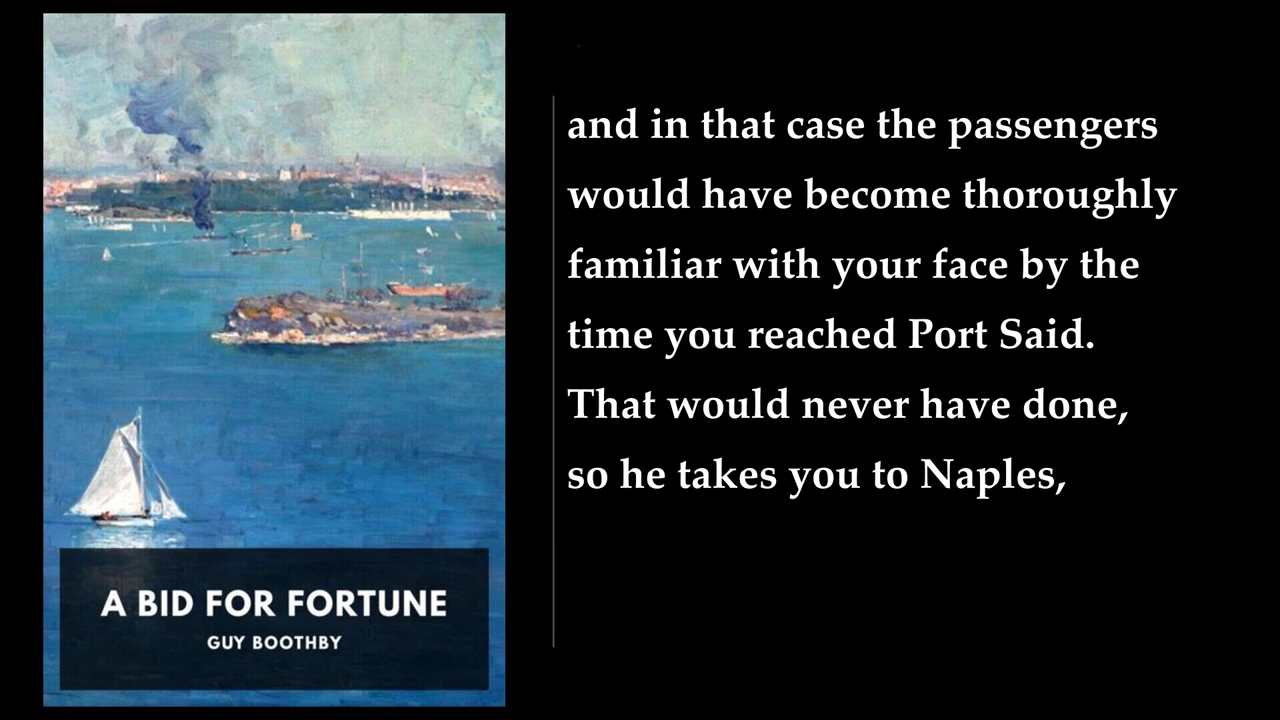 A BID FOR FORTUNE
GUY BOOTHBY
and in that case the passengers
would have become thoroughly
familiar with your face by the
time you reached Port Said.
That would never have done,
so he takes you to Naples,